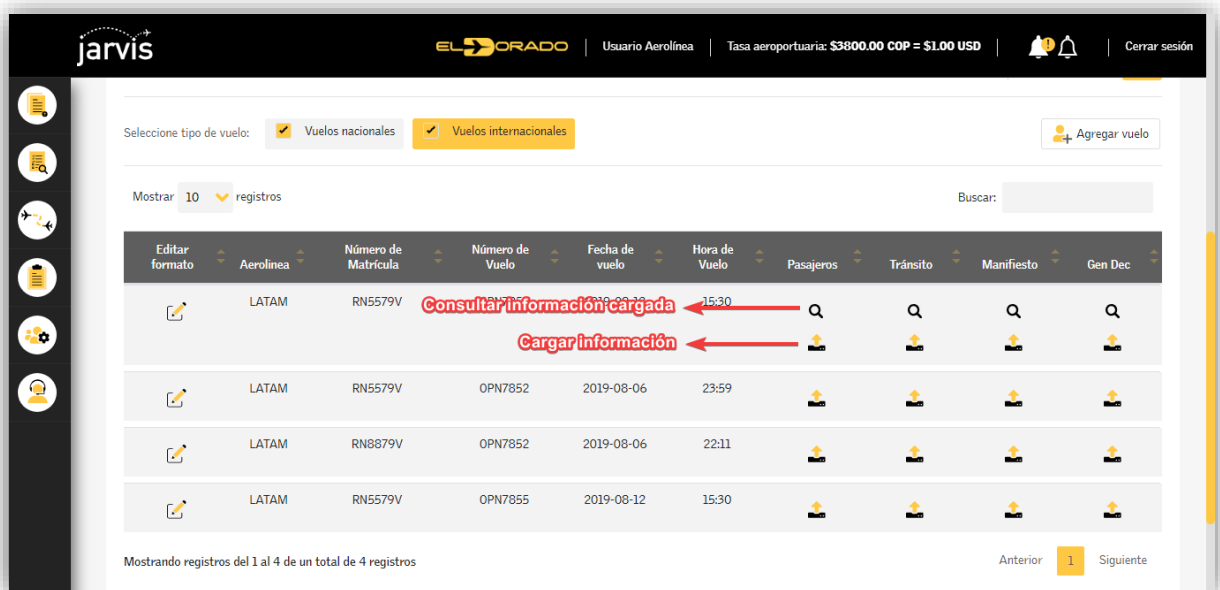 jarvis
EL DORADO
Usuario Aerolínea
Tasa aeroportuaria: $3800.00 COP = $1.00 USD
Cerrar sesión
Seleccione tipo de vuelo:
Vuelos nacionales
Vuelos internacionales
Agregar vuelo
Mostrar 10 registros
Buscar:
Editar formato Aerolinea Número de Matrícula Número de Vuelo Fecha de vuelo Hora de Vuelo Pasajeros Tránsito Manifiesto Gen Dec
LATAM RN5579V 15:30
Consultar información cargada
Cargar información
LATAM RN5579V OPN7852 2019-08-06 23:59
LATAM RN8879V OPN7852 2019-08-06 22:11
LATAM RN5579V OPN7855 2019-08-12 15:30
Mostrando registros del 1 al 4 de un total de 4 registros
Anterior 1 Siguiente